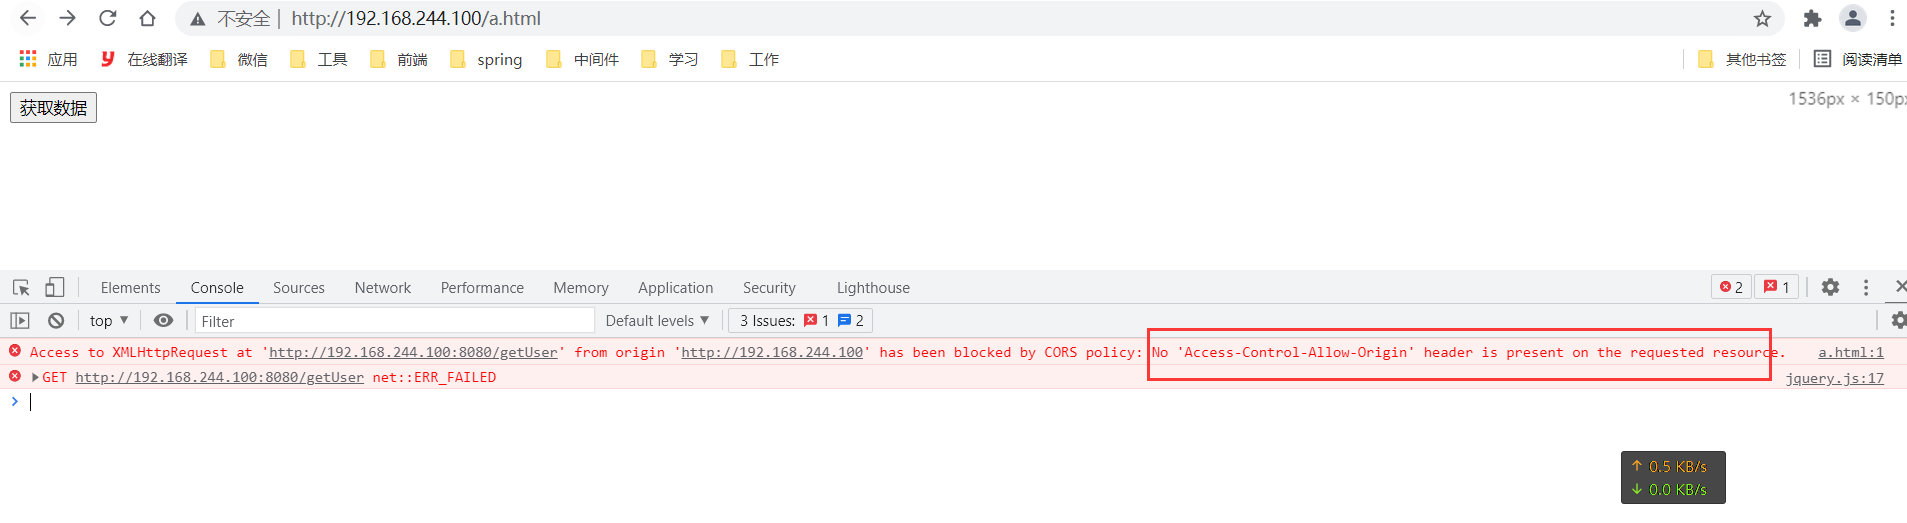 不安全 | http://192.168.244.100/a.html
应用 在线翻译 微信 工具 前端 spring 中间件 学习 工作 其他书签 阅读清单
获取数据 1536px × 150px
Elements Console Sources Network Performance Memory Application Security Lighthouse 2 1
top Filter Default levels 3 Issues: 1 2
Access to XMLHttpRequest at 'http://192.168.244.100:8080/getUser' from origin 'http://192.168.244.100' has been blocked by CORS policy: No 'Access-Control-Allow-Origin' header is present on the requested resource. a.html:1
GET http://192.168.244.100:8080/getUser net::ERR_FAILED jquery.js:17
0.5 KB/s
0.0 KB/s